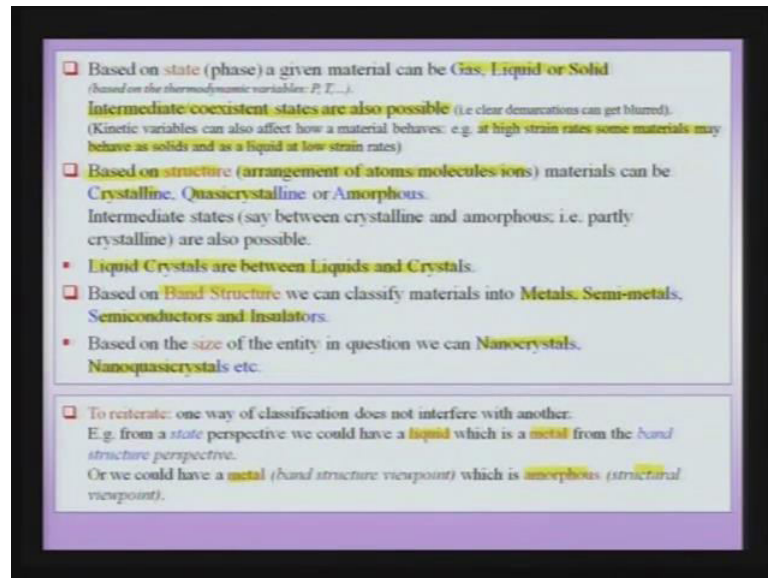 Based on state (phase) a given material can be Gas, Liquid or Solid
(based on the thermodynamic variables: P, T,...).
Intermediate coexistent states are also possible (i.e clear demarcations can get blurred).
(Kinetic variables can also affect how a material behaves: e.g. at high strain rates some materials may
behave as solids and as a liquid at low strain rates)
Based on structure (arrangement of atoms molecules ions) materials can be
Crystalline, Quasicrystalline or Amorphous.
Intermediate states (say between crystalline and amorphous; i.e. partly
crystalline) are also possible.
Liquid Crystals are between Liquids and Crystals.
Based on Band Structure we can classify materials into Metals, Semi-metals,
Semiconductors and Insulators.
Based on the size of the entity in question we can Nanocrystals,
Nanoquasicrystals etc.
To reiterate: one way of classification does not interfere with another.
E.g. from a state perspective we could have a liquid which is a metal from the band
structure perspective.
Or we could have a metal (band structure viewpoint) which is amorphous (structural
viewpoint).